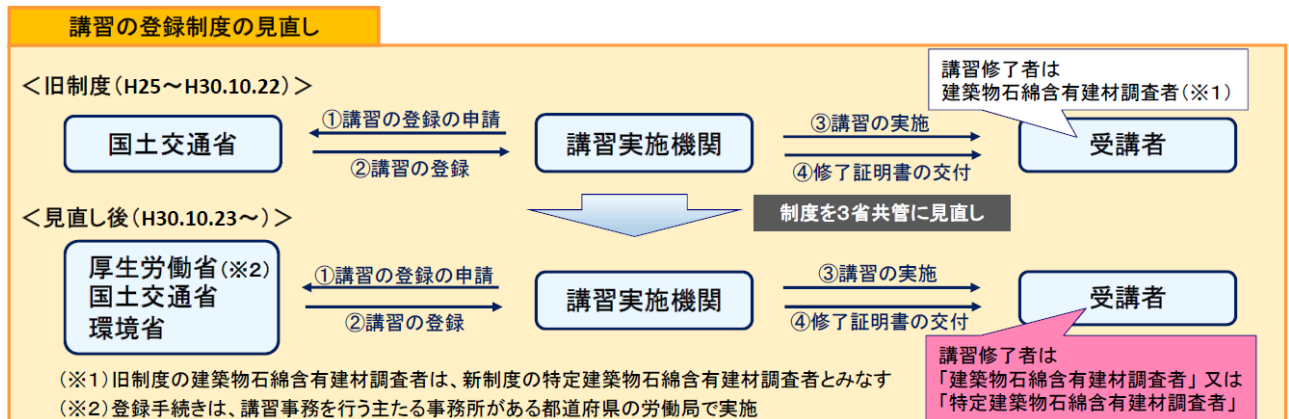 講習の登録制度の見直し
＜旧制度（H25～H30.10.22）＞
講習修了者は
建築物石綿含有建材調査者（※1）
国土交通省
①講習の登録の申請
②講習の登録
講習実施機関
③講習の実施
④修了証明書の交付
受講者
＜見直し後（H30.10.23～）＞
制度を3省共管に見直し
厚生労働省（※2）
国土交通省
環境省
①講習の登録の申請
②講習の登録
講習実施機関
③講習の実施
④修了証明書の交付
受講者
講習修了者は
「建築物石綿含有建材調査者」又は
「特定建築物石綿含有建材調査者」
（※1）旧制度の建築物石綿含有建材調査者は、新制度の特定建築物石綿含有建材調査者とみなす
（※2）登録手続きは、講習事務を行う主たる事務所がある都道府県の労働局で実施